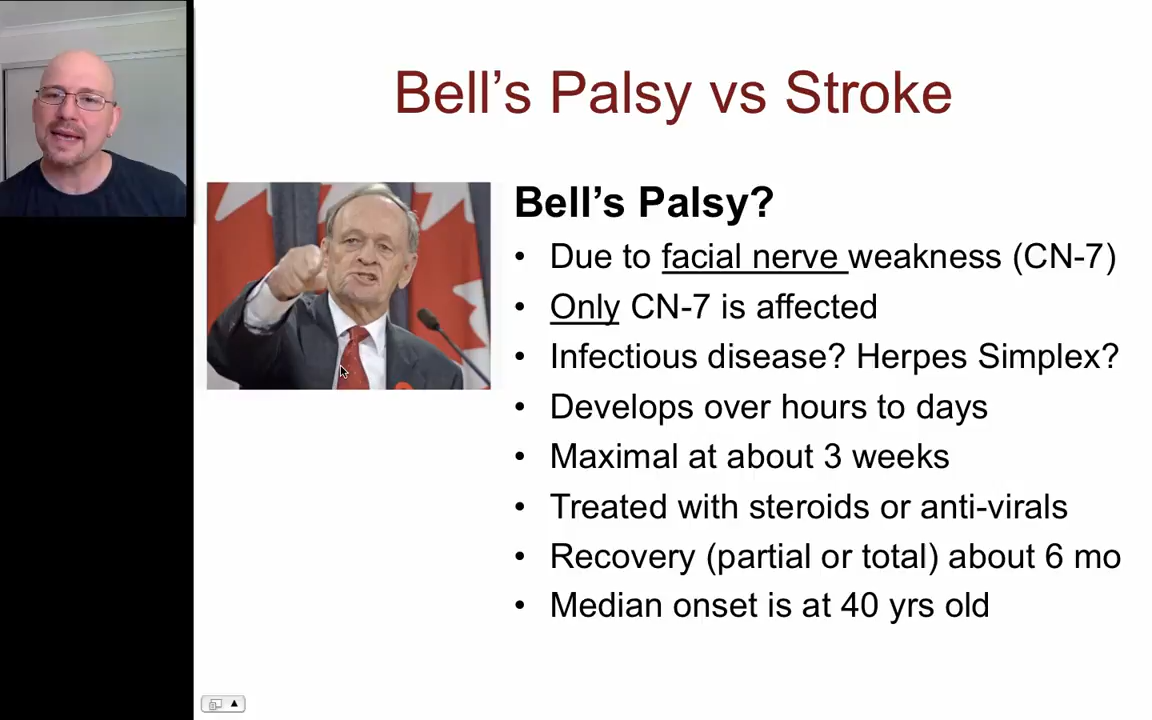 Bell’s Palsy vs Stroke
Bell’s Palsy?
• Due to facial nerve weakness (CN-7)
• Only CN-7 is affected
• Infectious disease? Herpes Simplex?
• Develops over hours to days
• Maximal at about 3 weeks
• Treated with steroids or anti-virals
• Recovery (partial or total) about 6 mo
• Median onset is at 40 yrs old